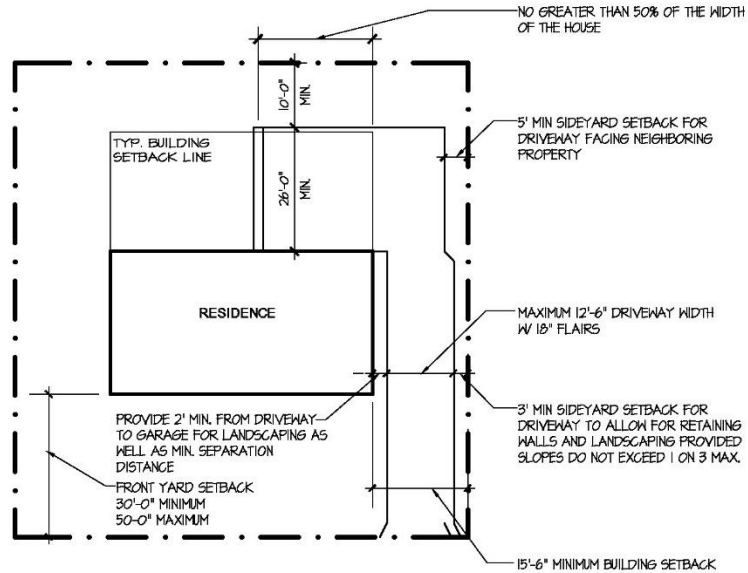 NO GREATER THAN 50% OF THE WIDTH
OF THE HOUSE
10'-0"
MIN.
5' MIN SIDEYARD SETBACK FOR
DRIVEWAY FACING NEIGHBORING
PROPERTY
TYP. BUILDING
SETBACK LINE
26'-0"
MIN.
RESIDENCE
MAXIMUM 12'-6" DRIVEWAY WIDTH
W/ 18" FLAIRS
PROVIDE 2' MIN. FROM DRIVEWAY
TO GARAGE FOR LANDSCAPING AS
WELL AS MIN. SEPARATION
DISTANCE
3' MIN SIDEYARD SETBACK FOR
DRIVEWAY TO ALLOW FOR RETAINING
WALLS AND LANDSCAPING PROVIDED
SLOPES DO NOT EXCEED 1 ON 3 MAX.
FRONT YARD SETBACK
30'-0" MINIMUM
50-0" MAXIMUM
15'-6" MINIMUM BUILDING SETBACK